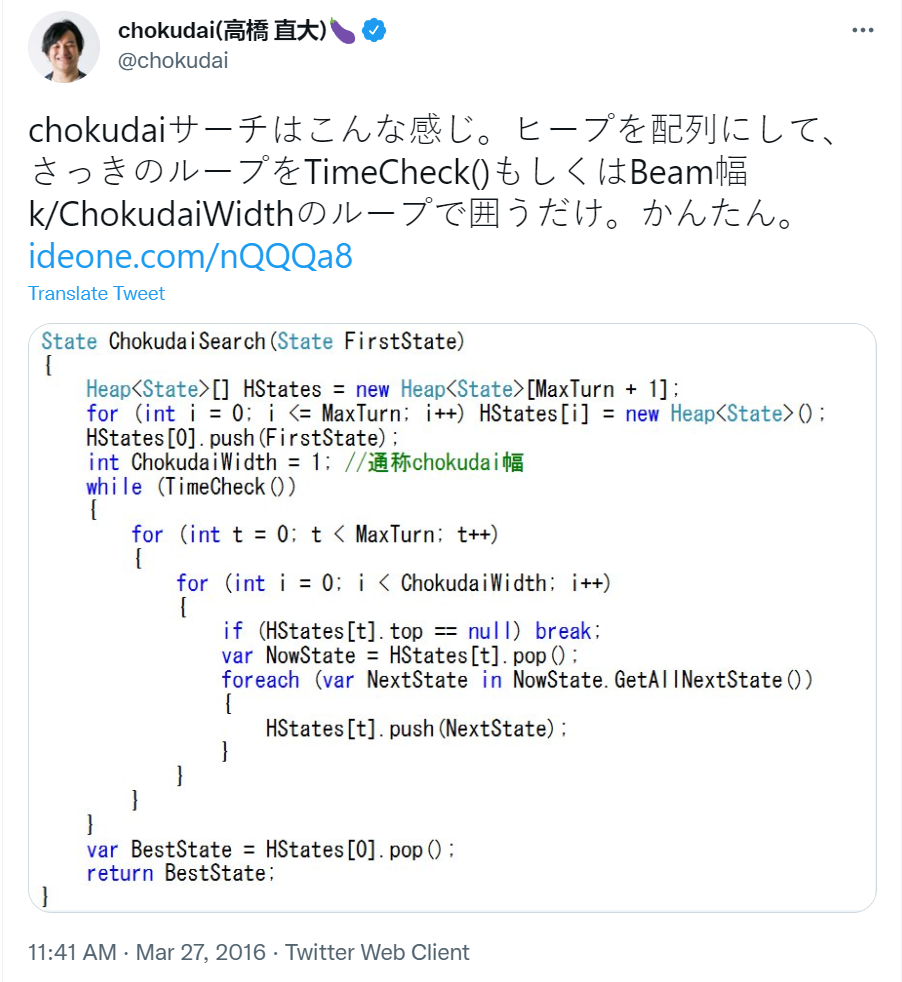 chokudai(高橋 直大)🍆
@chokudai
chokudaiサーチはこんな感じ。ヒープを配列にして、
さっきのループをTimeCheck()もしくはBeam幅
k/ChokudaiWidthのループで囲うだけ。かんたん。
ideone.com/nQQQa8
Translate Tweet
State ChokudaiSearch(State FirstState)
{
    Heap<State>[] HStates = new Heap<State>[MaxTurn + 1];
    for (int i = 0; i <= MaxTurn; i++) HStates[i] = new Heap<State>();
    HStates[0].push(FirstState);
    int ChokudaiWidth = 1; //通称chokudai幅
    while (TimeCheck())
    {
        for (int t = 0; t < MaxTurn; t++)
        {
            for (int i = 0; i < ChokudaiWidth; i++)
            {
                if (HStates[t].top == null) break;
                var NowState = HStates[t].pop();
                foreach (var NextState in NowState.GetAllNextState())
                {
                    HStates[t].push(NextState);
                }
            }
        }
    }
    var BestState = HStates[0].pop();
    return BestState;
}
11:41 AM · Mar 27, 2016 · Twitter Web Client